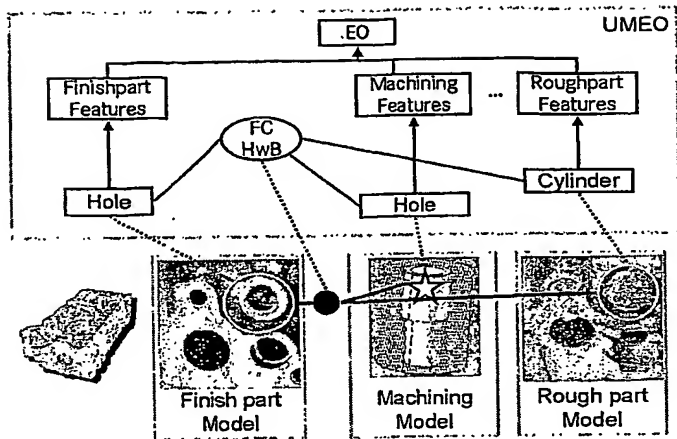 UMEO
.EO
Finishpart
Features
Machining
Features
...
Roughpart
Features
FC
HwB
Hole
Hole
Cylinder
Finish part
Model
Machining
Model
Rough part
Model